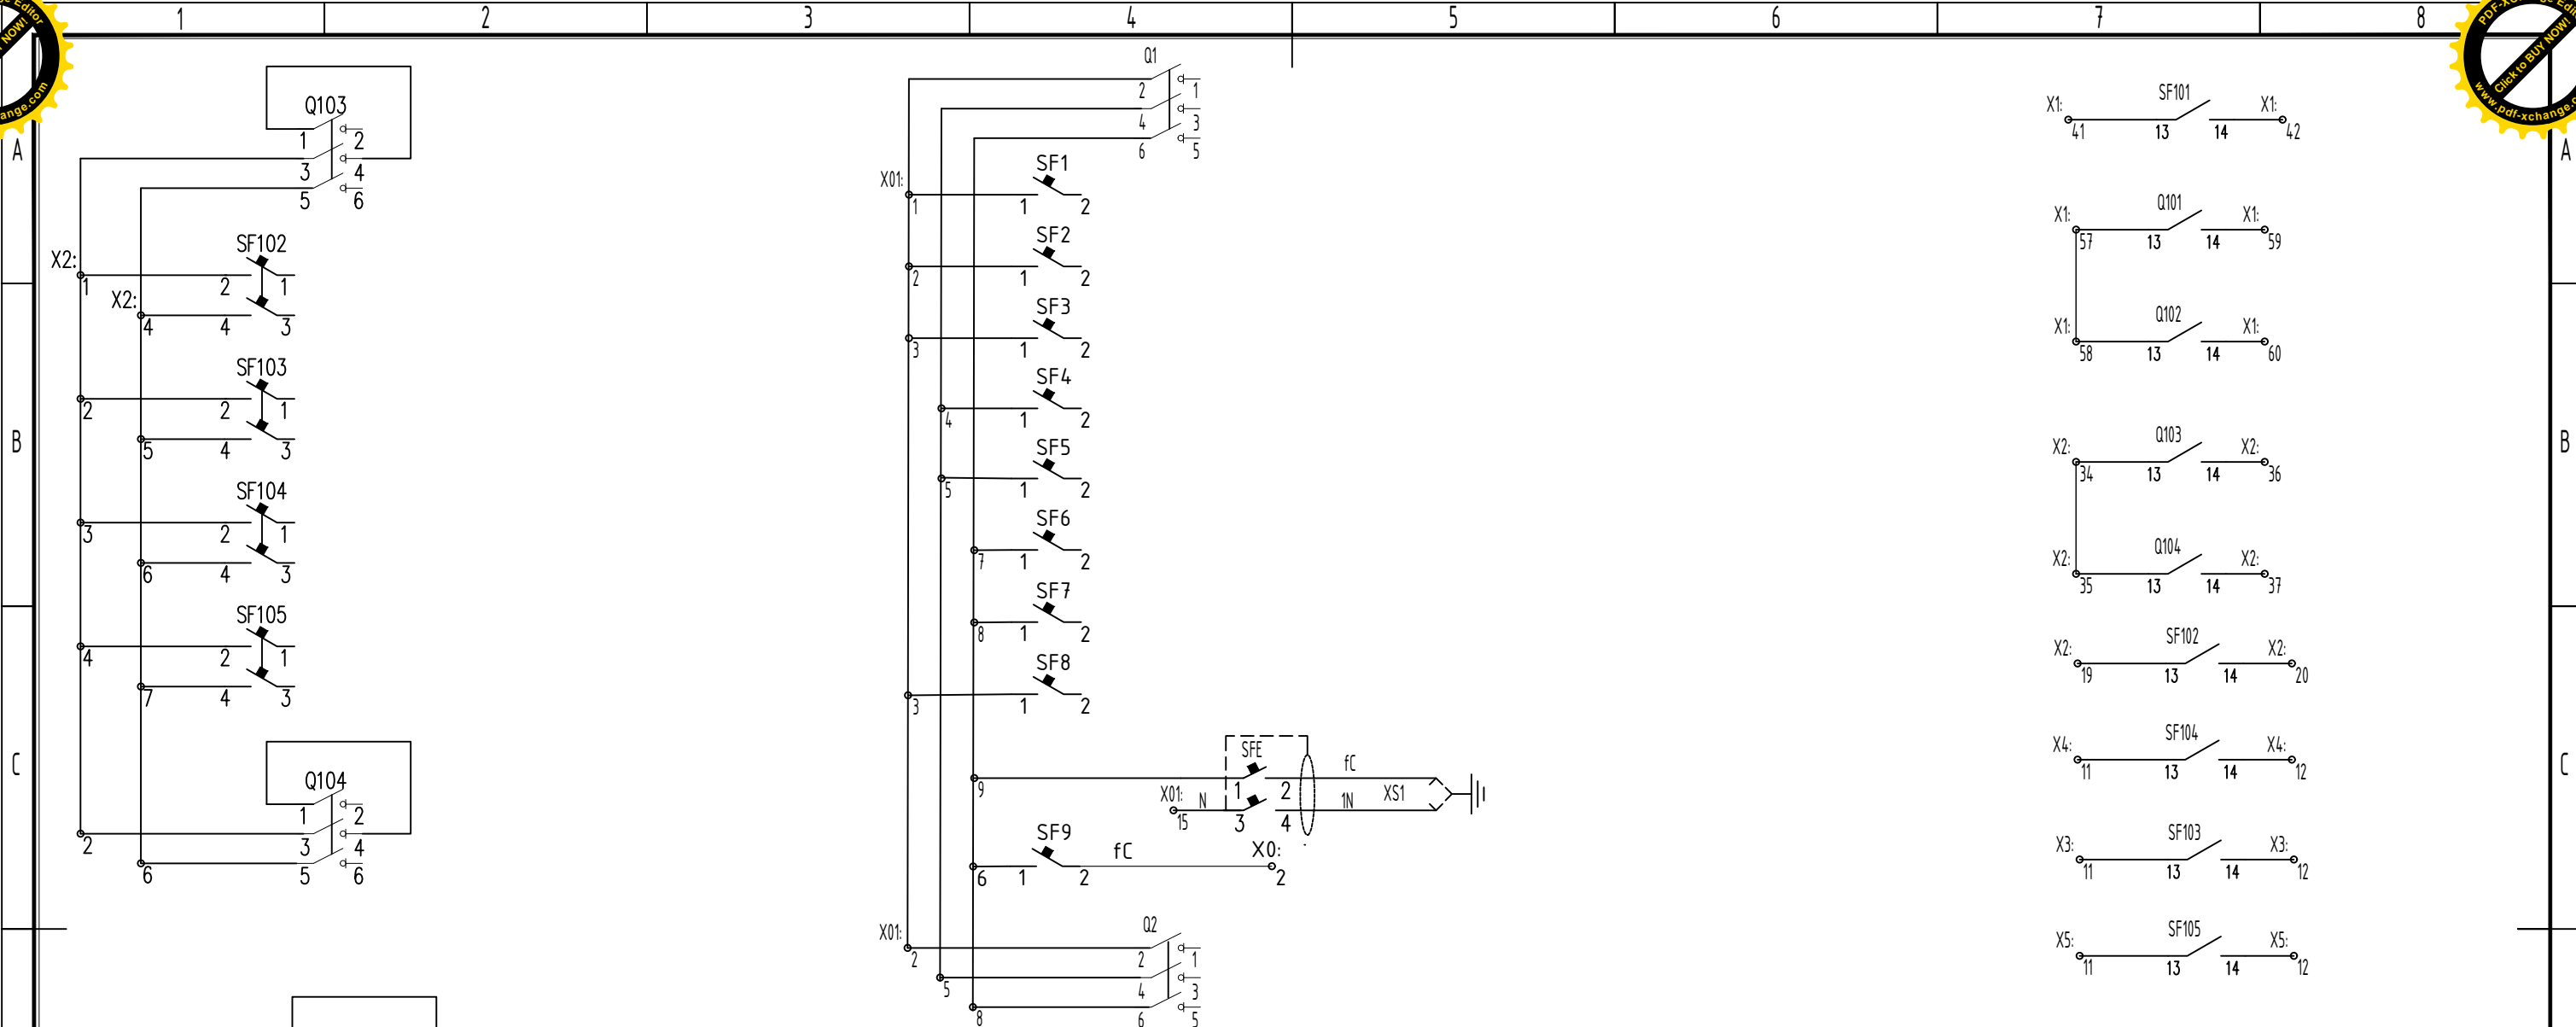 1 2 3 4 5 6 7 8
A A
B B
C C
Click to BUY NOW!
www.pdf-xchange.c
Q103
1 2
3 4
5 6
X2:
SF102
1 2 1
X2:
4 4 3
SF103
2 2 1
5 4 3
SF104
3 2 1
6 4 3
SF105
4 2 1
7 4 3
Q104
1 2
2 3 4
6 5 6
Q1
2 1
4 3
6 5
X01:
SF1
1 1 2
SF2
2 1 2
SF3
3 1 2
SF4
4 1 2
SF5
5 1 2
SF6
7 1 2
SF7
8 1 2
SF8
3 1 2
SFE
fC
9 1 2
X01: N 1N XS1
15 3 4
SF9
fC X0:
6 1 2 2
X01:
Q2
2 2 1
5 4 3
8 6 5
X1: SF101 X1:
41 13 14 42
X1: Q101 X1:
57 13 14 59
X1: Q102 X1:
58 13 14 60
X2: Q103 X2:
34 13 14 36
X2: Q104 X2:
35 13 14 37
X2: SF102 X2:
19 13 14 20
X4: SF104 X4:
11 13 14 12
X3: SF103 X3:
11 13 14 12
X5: SF105 X5:
11 13 14 12